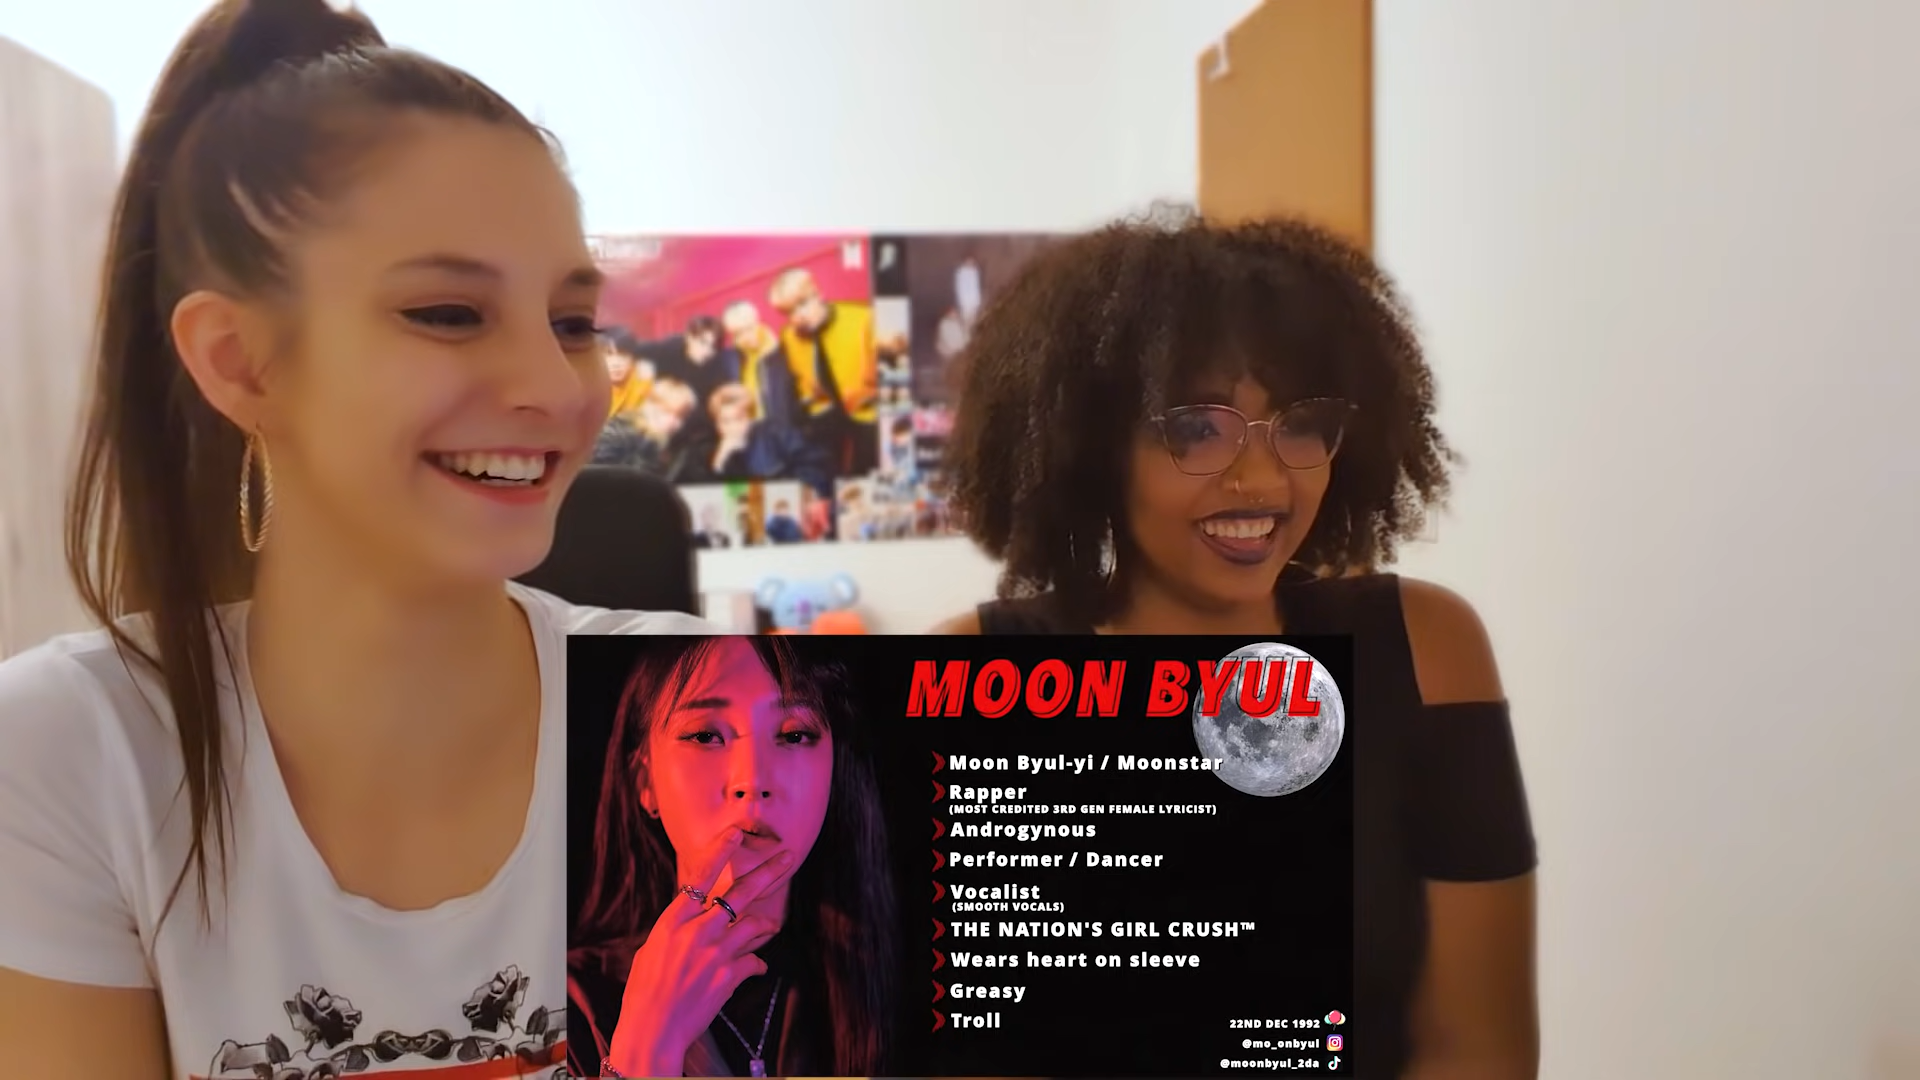 MOON BYUL
Moon Byul-yi / Moonstar
Rapper
(MOST CREDITED 3RD GEN FEMALE LYRICIST)
Androgynous
Performer / Dancer
Vocalist
(SMOOTH VOCALS)
THE NATION'S GIRL CRUSH™
Wears heart on sleeve
Greasy
Troll
22ND DEC 1992
@mo_onbyul
@moonbyul_2da